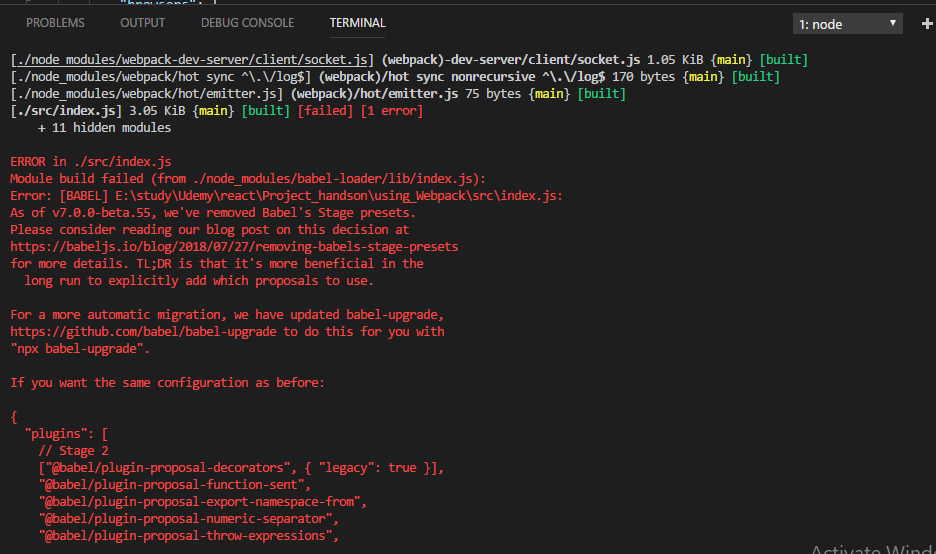 "browsers": [
PROBLEMS OUTPUT DEBUG CONSOLE TERMINAL 1: node
[./node_modules/webpack-dev-server/client/socket.js] (webpack)-dev-server/client/socket.js 1.05 KiB {main} [built]
[./node_modules/webpack/hot sync ^\.\/log$] (webpack)/hot sync nonrecursive ^\.\/log$ 170 bytes {main} [built]
[./node_modules/webpack/hot/emitter.js] (webpack)/hot/emitter.js 75 bytes {main} [built]
[./src/index.js] 3.05 KiB {main} [built] [failed] [1 error]
+ 11 hidden modules
ERROR in ./src/index.js
Module build failed (from ./node_modules/babel-loader/lib/index.js):
Error: [BABEL] E:\study\Udemy\react\Project_handson\using_Webpack\src\index.js:
As of v7.0.0-beta.55, we've removed Babel's Stage presets.
Please consider reading our blog post on this decision at
https://babeljs.io/blog/2018/07/27/removing-babels-stage-presets
for more details. TL;DR is that it's more beneficial in the
long run to explicitly add which proposals to use.
For a more automatic migration, we have updated babel-upgrade,
https://github.com/babel/babel-upgrade to do this for you with
"npx babel-upgrade".
If you want the same configuration as before:
{
"plugins": [
// Stage 2
["@babel/plugin-proposal-decorators", { "legacy": true }],
"@babel/plugin-proposal-function-sent",
"@babel/plugin-proposal-export-namespace-from",
"@babel/plugin-proposal-numeric-separator",
"@babel/plugin-proposal-throw-expressions",
Activate Wind